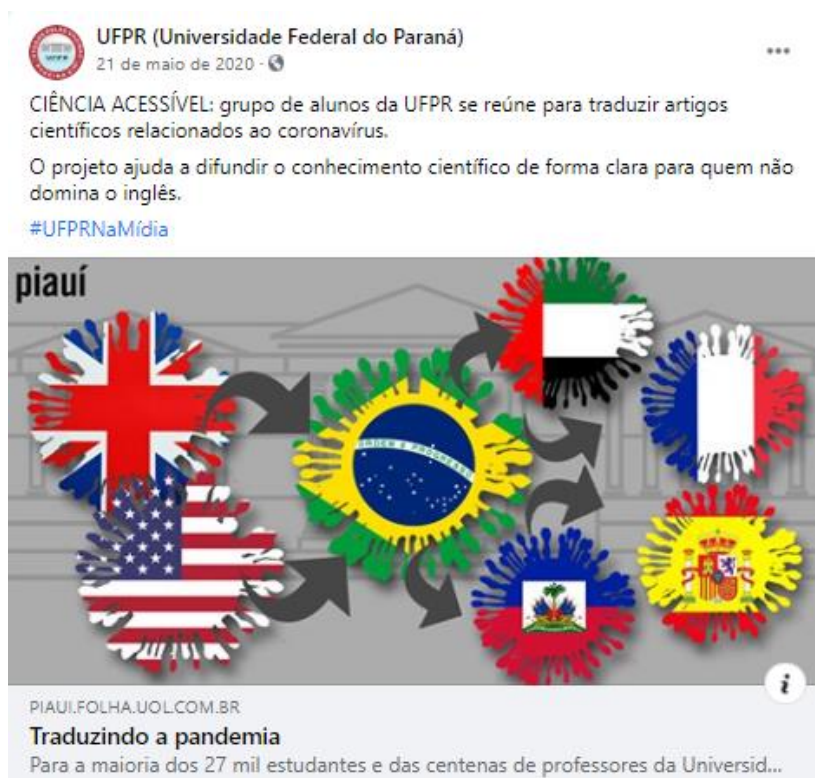 UFPR (Universidade Federal do Paraná)
21 de maio de 2020 ·
CIÊNCIA ACESSÍVEL: grupo de alunos da UFPR se reúne para traduzir artigos
científicos relacionados ao coronavírus.
O projeto ajuda a difundir o conhecimento científico de forma clara para quem não
domina o inglês.
#UFPRNaMídia
piauí
ORDEM E PROGRESSO
i
PIAUI.FOLHA.UOL.COM.BR
Traduzindo a pandemia
Para a maioria dos 27 mil estudantes e das centenas de professores da Universid...